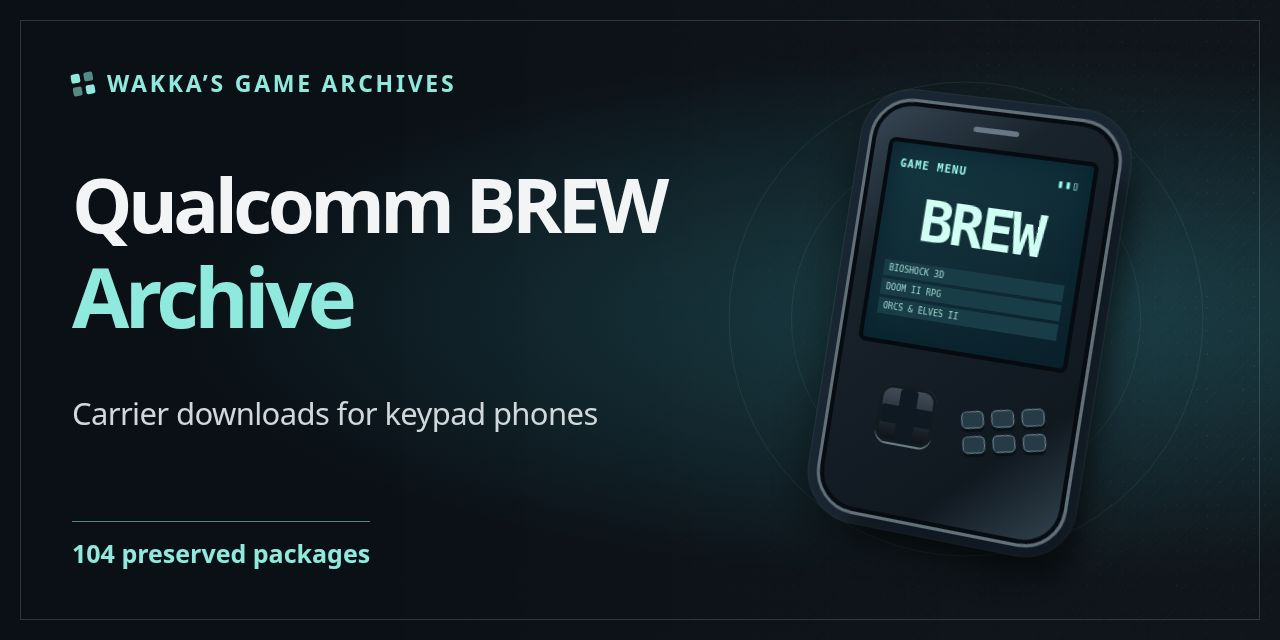 WAKKA’S GAME ARCHIVES
Qualcomm BREW
Archive
Carrier downloads for keypad phones
104 preserved packages
GAME MENU
BREW
BIOSHOCK 3D
DOOM II RPG
ORCS & ELVES II